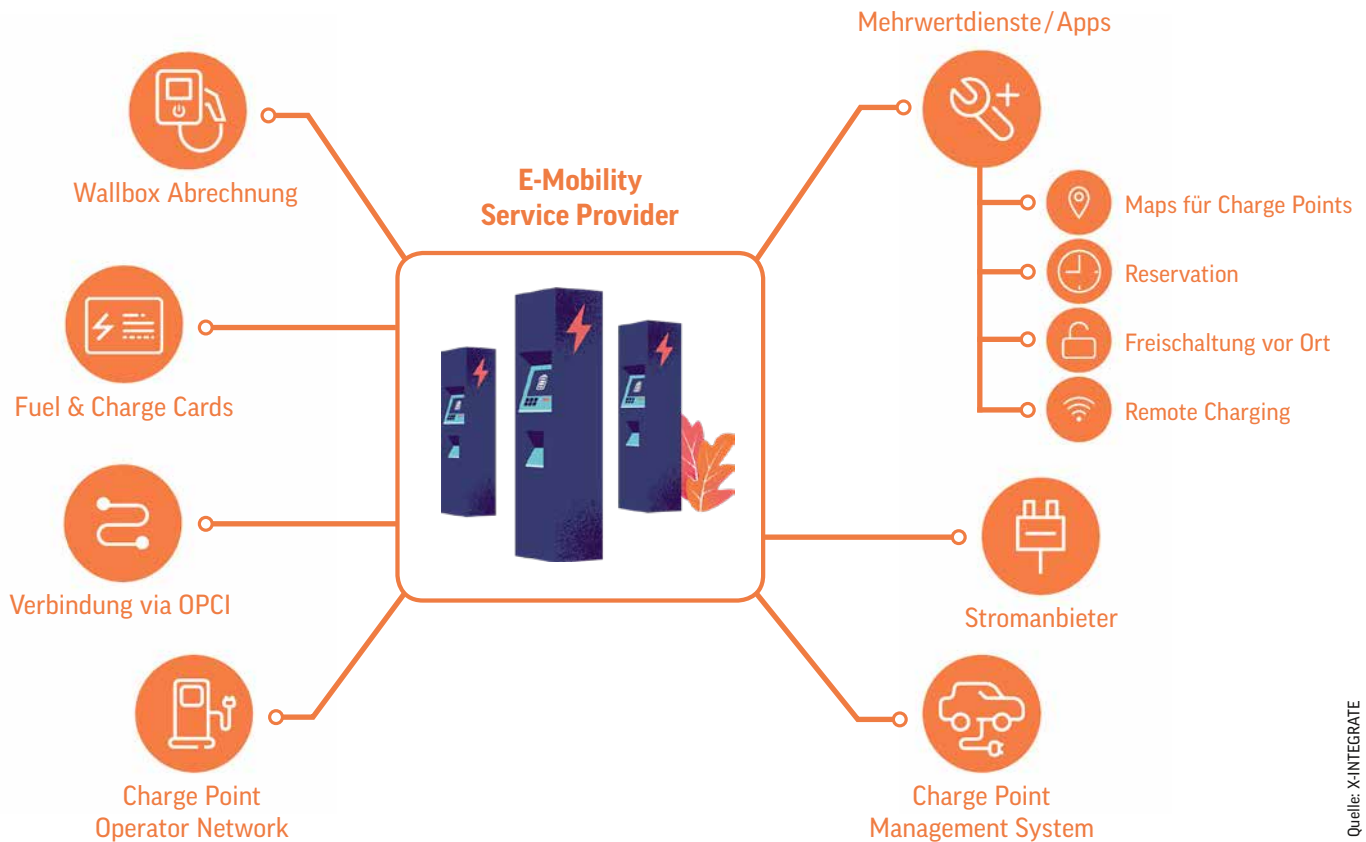 Mehrwertdienste/Apps
Wallbox Abrechnung
E-Mobility
Service Provider
Maps für Charge Points
Reservation
Freischaltung vor Ort
Remote Charging
Fuel & Charge Cards
Verbindung via OPCI
Stromanbieter
Charge Point
Operator Network
Charge Point
Management System
Quelle: X-INTEGRATE